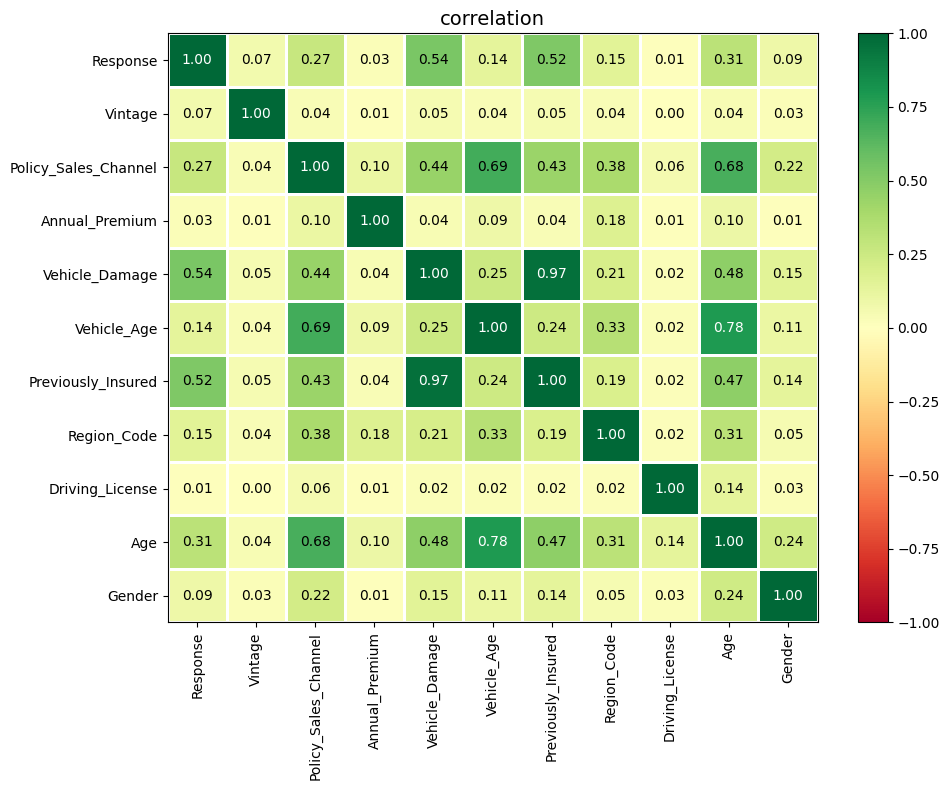 correlation
Response 1.00 0.07 0.27 0.03 0.54 0.14 0.52 0.15 0.01 0.31 0.09
Vintage 0.07 1.00 0.04 0.01 0.05 0.04 0.05 0.04 0.00 0.04 0.03
Policy_Sales_Channel 0.27 0.04 1.00 0.10 0.44 0.69 0.43 0.38 0.06 0.68 0.22
Annual_Premium 0.03 0.01 0.10 1.00 0.04 0.09 0.04 0.18 0.01 0.10 0.01
Vehicle_Damage 0.54 0.05 0.44 0.04 1.00 0.25 0.97 0.21 0.02 0.48 0.15
Vehicle_Age 0.14 0.04 0.69 0.09 0.25 1.00 0.24 0.33 0.02 0.78 0.11
Previously_Insured 0.52 0.05 0.43 0.04 0.97 0.24 1.00 0.19 0.02 0.47 0.14
Region_Code 0.15 0.04 0.38 0.18 0.21 0.33 0.19 1.00 0.02 0.31 0.05
Driving_License 0.01 0.00 0.06 0.01 0.02 0.02 0.02 0.02 1.00 0.14 0.03
Age 0.31 0.04 0.68 0.10 0.48 0.78 0.47 0.31 0.14 1.00 0.24
Gender 0.09 0.03 0.22 0.01 0.15 0.11 0.14 0.05 0.03 0.24 1.00
Response
Vintage
Policy_Sales_Channel
Annual_Premium
Vehicle_Damage
Vehicle_Age
Previously_Insured
Region_Code
Driving_License
Age
Gender
1.00
0.75
0.50
0.25
0.00
−0.25
−0.50
−0.75
−1.00